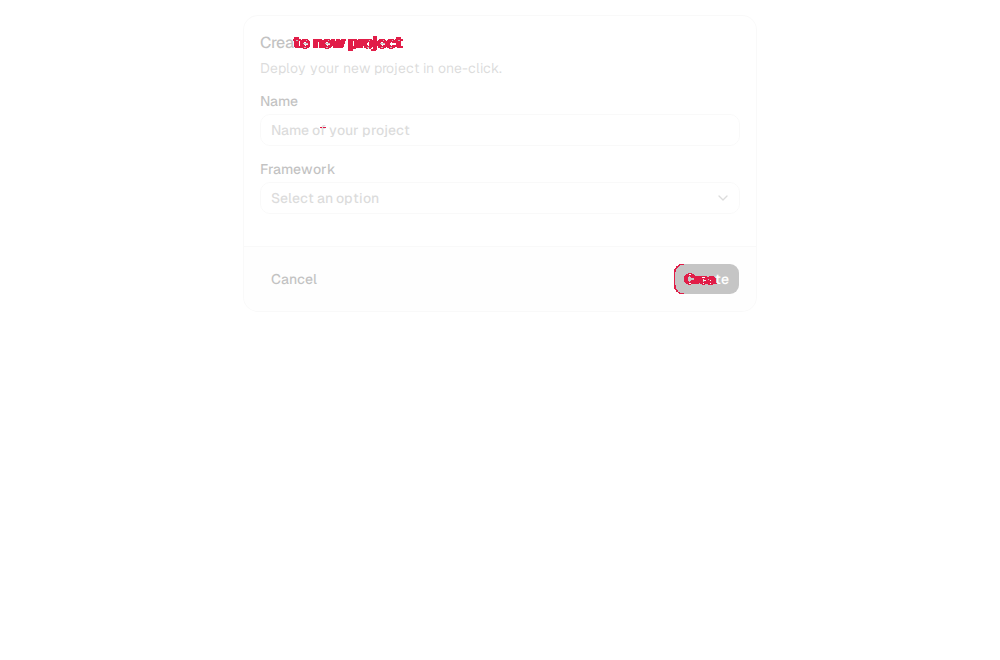 Create new project
Deploy your new project in one-click.
Name
Name of your project
Framework
Select an option
Cancel
Create